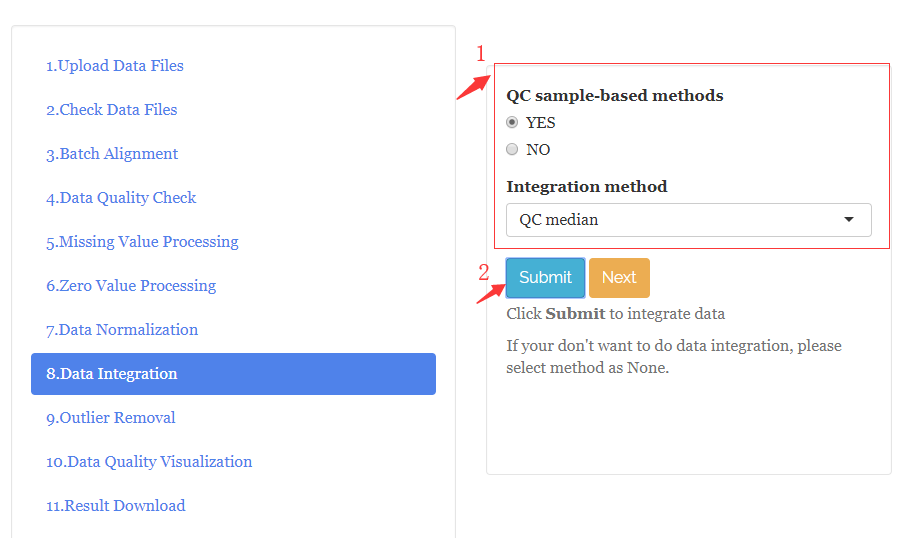 1.Upload Data Files
2.Check Data Files
3.Batch Alignment
4.Data Quality Check
5.Missing Value Processing
6.Zero Value Processing
7.Data Normalization
8.Data Integration
9.Outlier Removal
10.Data Quality Visualization
11.Result Download
1
QC sample-based methods
YES
NO
Integration method
QC median
2
Submit Next
Click Submit to integrate data
If your don't want to do data integration, please
select method as None.